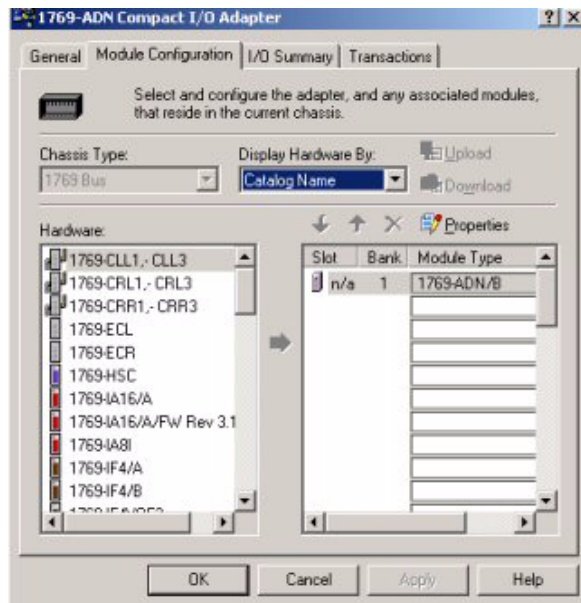 1769-ADN Compact I/O Adapter
General Module Configuration I/O Summary Transactions
Select and configure the adapter, and any associated modules,
that reside in the current chassis.
Chassis Type: Display Hardware By: Upload
1769 Bus Catalog Name Download
Hardware: Properties
Slot Bank Module Type
n/a 1 1769-ADN/B
1769-CLL1,- CLL3
1769-CRL1,- CRL3
1769-CRR1,- CRR3
1769-ECL
1769-ECR
1769-HSC
1769-IA16/A
1769-IA16/A/FW Rev 3.1
1769-IA8I
1769-IF4/A
1769-IF4/B
OK Cancel Apply Help